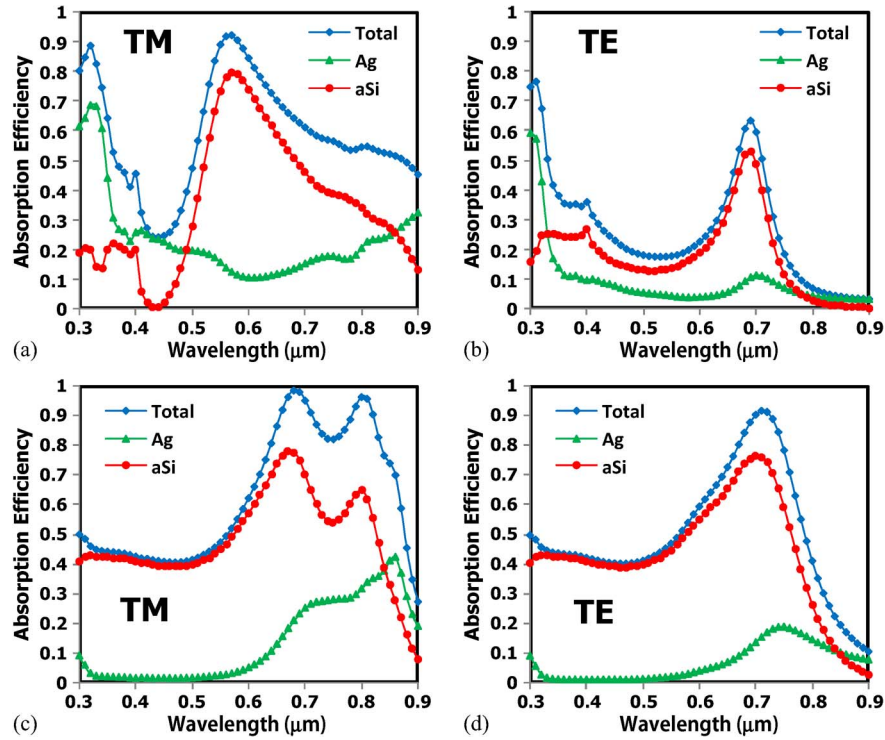 1
0.9
0.8
0.7
0.6
0.5
0.4
0.3
0.2
0.1
0
Absorption Efficiency
TM
Total
Ag
aSi
0.3 0.4 0.5 0.6 0.7 0.8 0.9
Wavelength (μm)
(a)
1
0.9
0.8
0.7
0.6
0.5
0.4
0.3
0.2
0.1
0
Absorption Efficiency
TE
Total
Ag
aSi
0.3 0.4 0.5 0.6 0.7 0.8 0.9
Wavelength (μm)
(b)
1
0.9
0.8
0.7
0.6
0.5
0.4
0.3
0.2
0.1
0
Absorption Efficiency
Total
Ag
aSi
TM
0.3 0.4 0.5 0.6 0.7 0.8 0.9
Wavelength (μm)
(c)
1
0.9
0.8
0.7
0.6
0.5
0.4
0.3
0.2
0.1
0
Absorption Efficiency
Total
Ag
aSi
TE
0.3 0.4 0.5 0.6 0.7 0.8 0.9
Wavelength (μm)
(d)